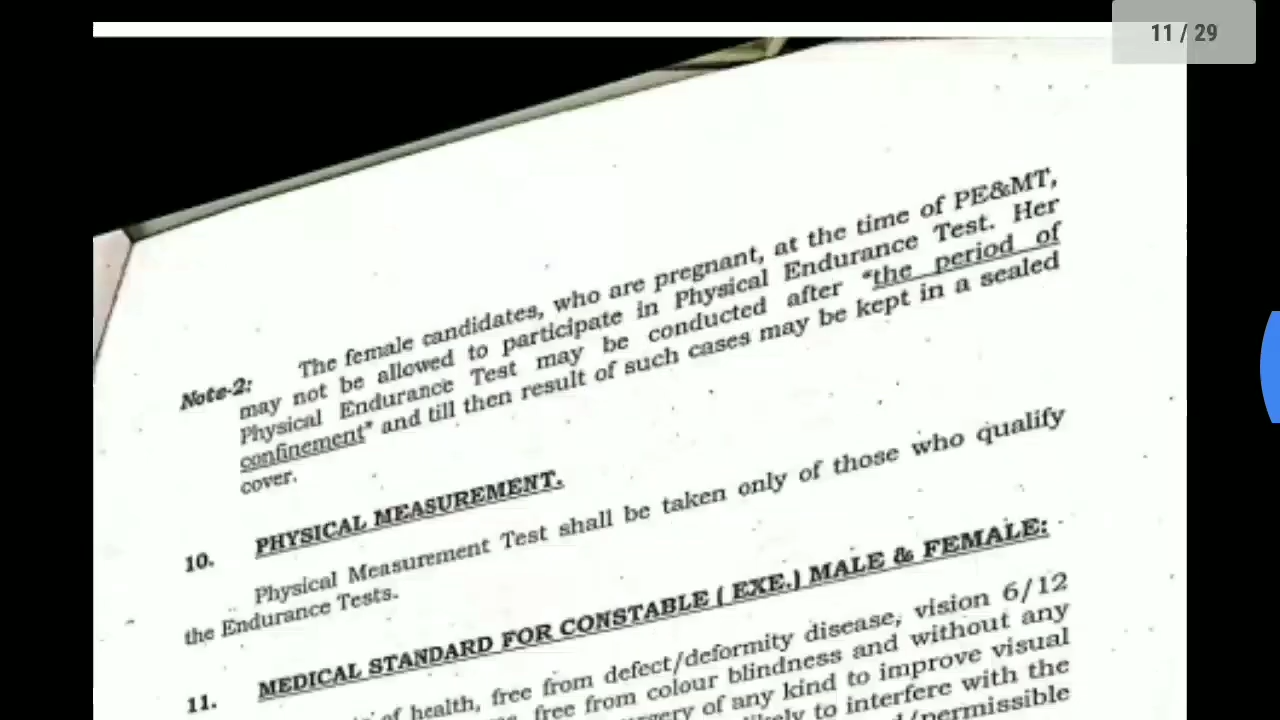 11 / 29
Note-2: The female candidates, who are pregnant, at the time of PE&MT,
may not be allowed to participate in Physical Endurance Test. Her
Physical Endurance Test may be conducted after "the period of
confinement" and till then result of such cases may be kept in a sealed
cover.
10. PHYSICAL MEASUREMENT.
Physical Measurement Test shall be taken only of those who qualify
the Endurance Tests.
11. MEDICAL STANDARD FOR CONSTABLE ( EXE.) MALE & FEMALE:
of health, free from defect/deformity disease, vision 6/12
free from colour blindness and without any
of any kind to improve visual
to interfere with the
/permissible